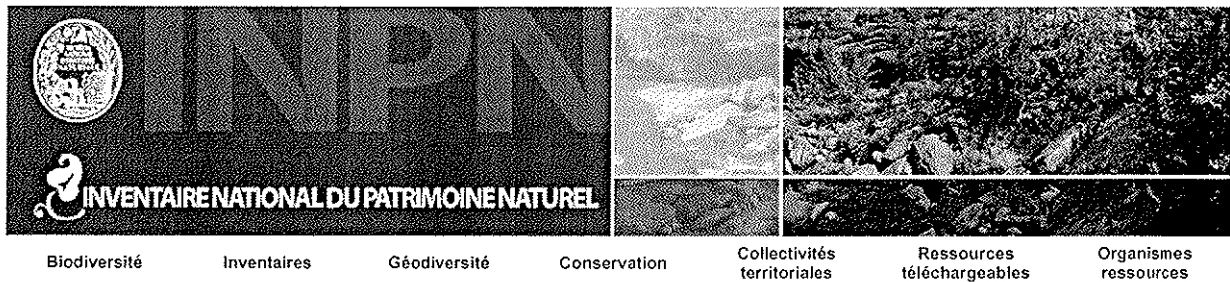 INPN
INVENTAIRE NATIONAL DU PATRIMOINE NATUREL
Biodiversité
Inventaires
Géodiversité
Conservation
Collectivités
territoriales
Ressources
téléchargeables
Organismes
ressources